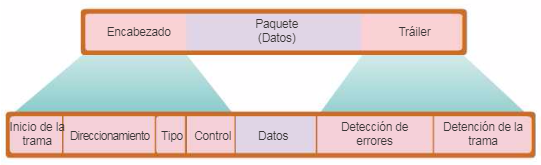 Encabezado
Paquete
(Datos)
Tráiler
Inicio de la
trama
Direccionamiento
Tipo
Control
Datos
Detección de
errores
Detención de la
trama